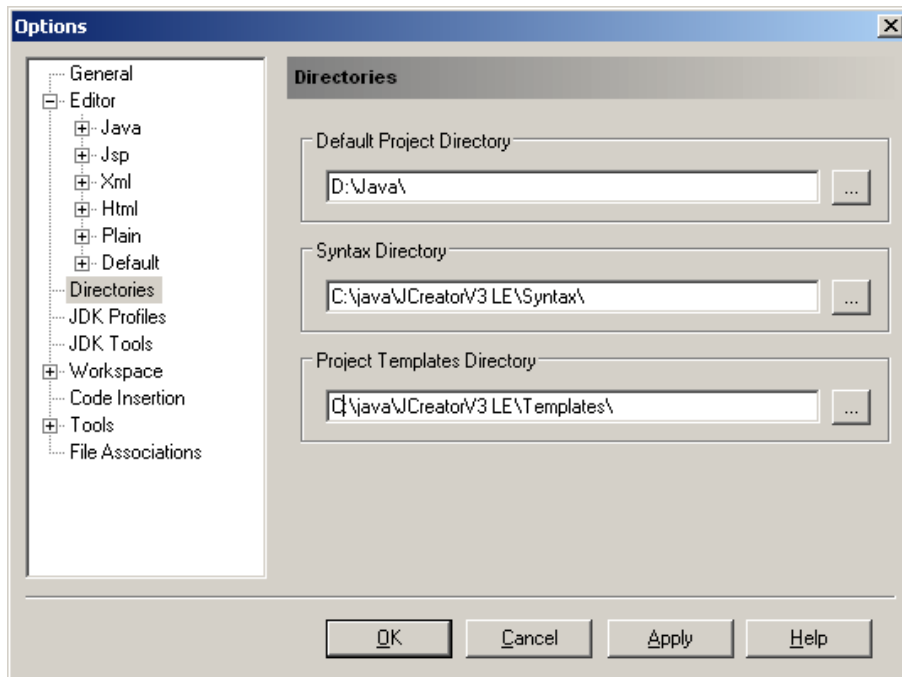 Options
General
Editor
Java
Jsp
Xml
Html
Plain
Default
Directories
JDK Profiles
JDK Tools
Workspace
Code Insertion
Tools
File Associations
Directories
Default Project Directory
D:\Java\
...
Syntax Directory
C:\java\JCreatorV3 LE\Syntax\
...
Project Templates Directory
C:\java\JCreatorV3 LE\Templates\
...
OK
Cancel
Apply
Help